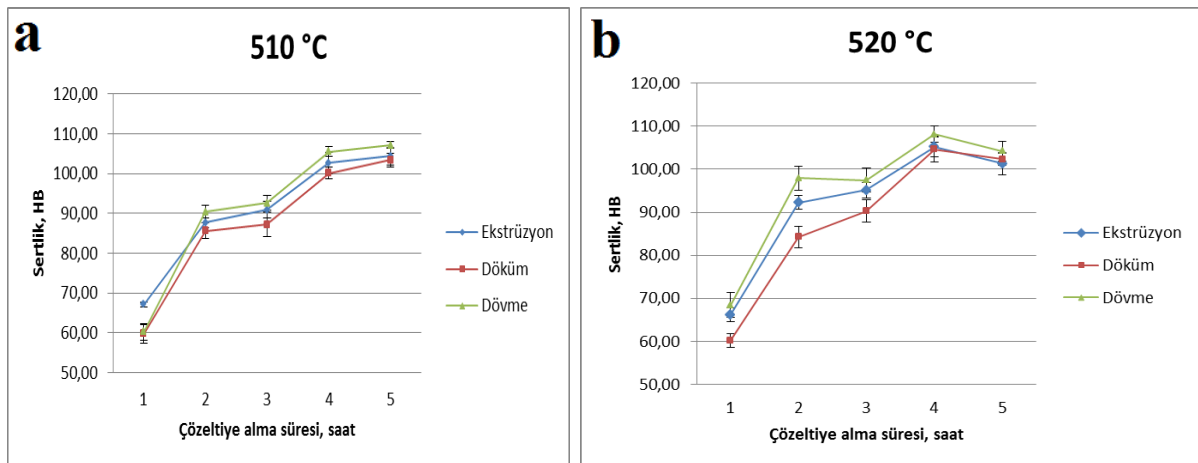 a
510 °C
120,00
110,00
100,00
90,00
80,00
70,00
60,00
50,00
Sertlik, HB
1 2 3 4 5
Çözeltiye alma süresi, saat
Ekstrüzyon
Döküm
Dövme
b
520 °C
120,00
110,00
100,00
90,00
80,00
70,00
60,00
50,00
Sertlik, HB
1 2 3 4 5
Çözeltiye alma süresi, saat
Ekstrüzyon
Döküm
Dövme